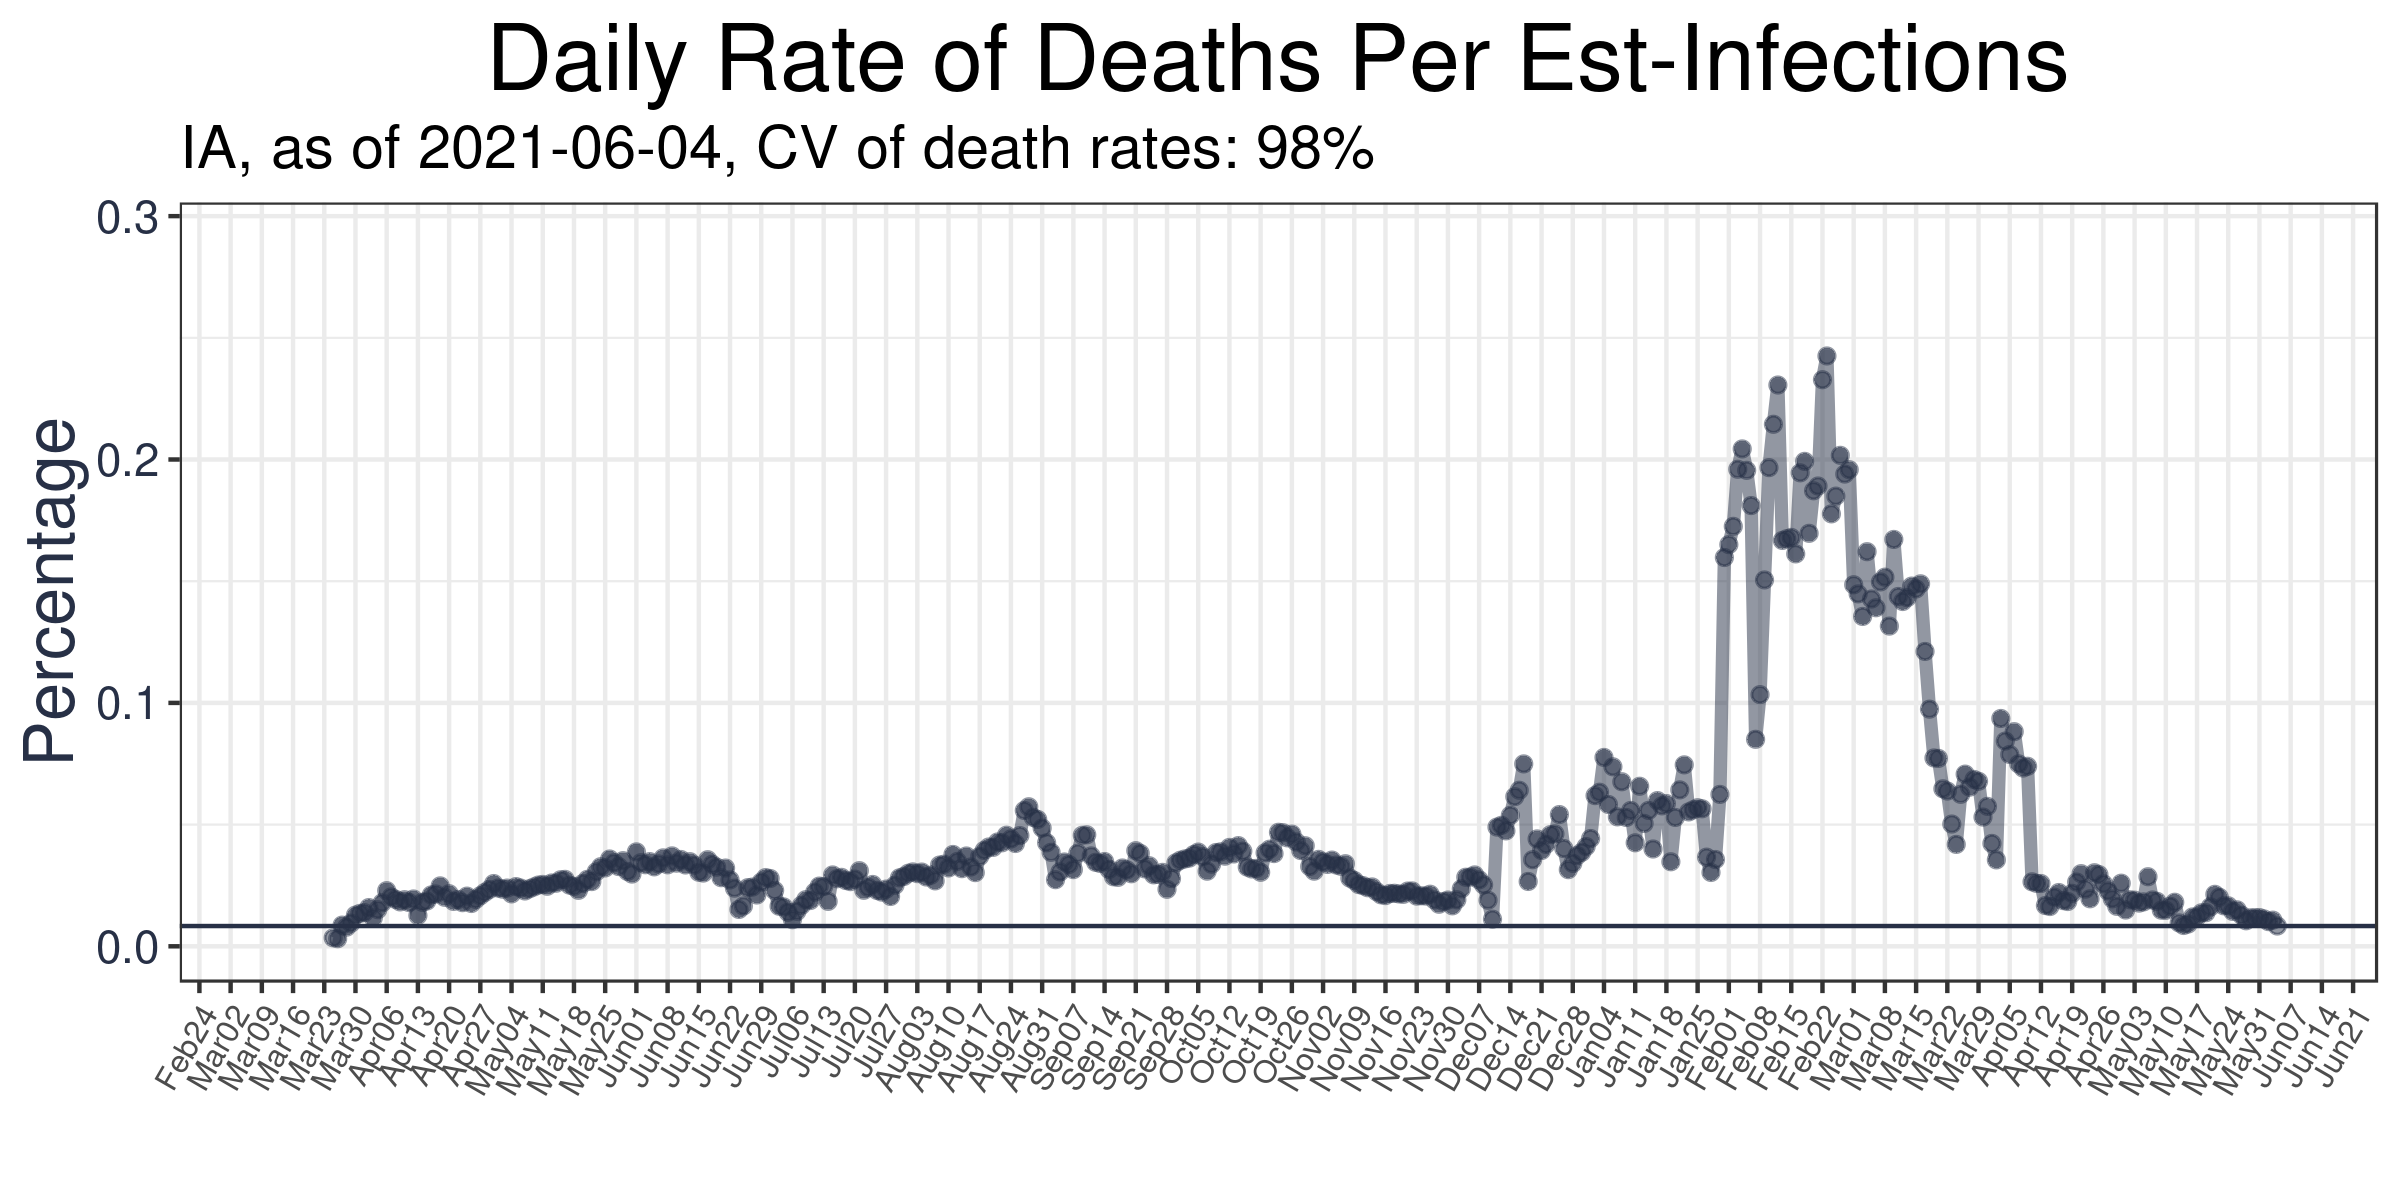 Daily Rate of Deaths Per Est-Infections
IA, as of 2021-06-04, CV of death rates: 98%
Percentage
0.3
0.2
0.1
0.0
Feb24
Mar02
Mar09
Mar16
Mar23
Mar30
Apr06
Apr13
Apr20
Apr27
May04
May11
May18
May25
Jun01
Jun08
Jun15
Jun22
Jun29
Jul06
Jul13
Jul20
Jul27
Aug03
Aug10
Aug17
Aug24
Aug31
Sep07
Sep14
Sep21
Sep28
Oct05
Oct12
Oct19
Oct26
Nov02
Nov09
Nov16
Nov23
Nov30
Dec07
Dec14
Dec21
Dec28
Jan04
Jan11
Jan18
Jan25
Feb01
Feb08
Feb15
Feb22
Mar01
Mar08
Mar15
Mar22
Mar29
Apr05
Apr12
Apr19
Apr26
May03
May10
May17
May24
May31
Jun07
Jun14
Jun21